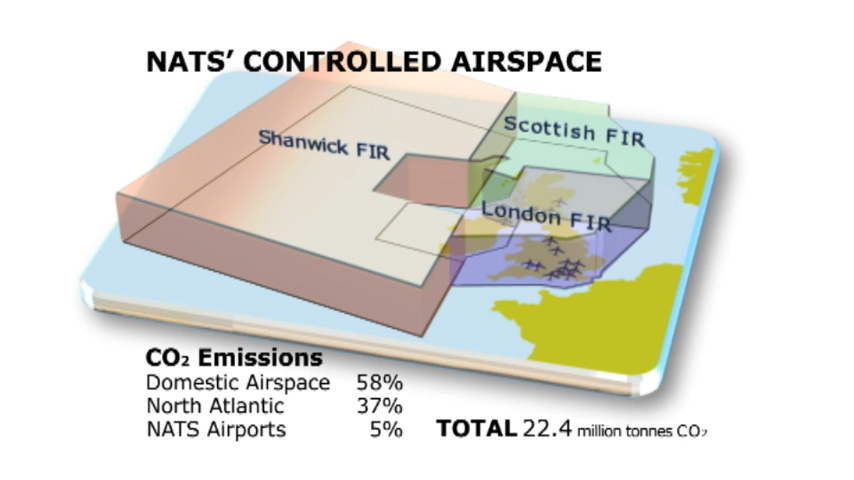 NATS’ CONTROLLED AIRSPACE
Scottish FIR
Shanwick FIR
London FIR
CO₂ Emissions
Domestic Airspace 58%
North Atlantic 37%
NATS Airports 5%
TOTAL 22.4 million tonnes CO₂